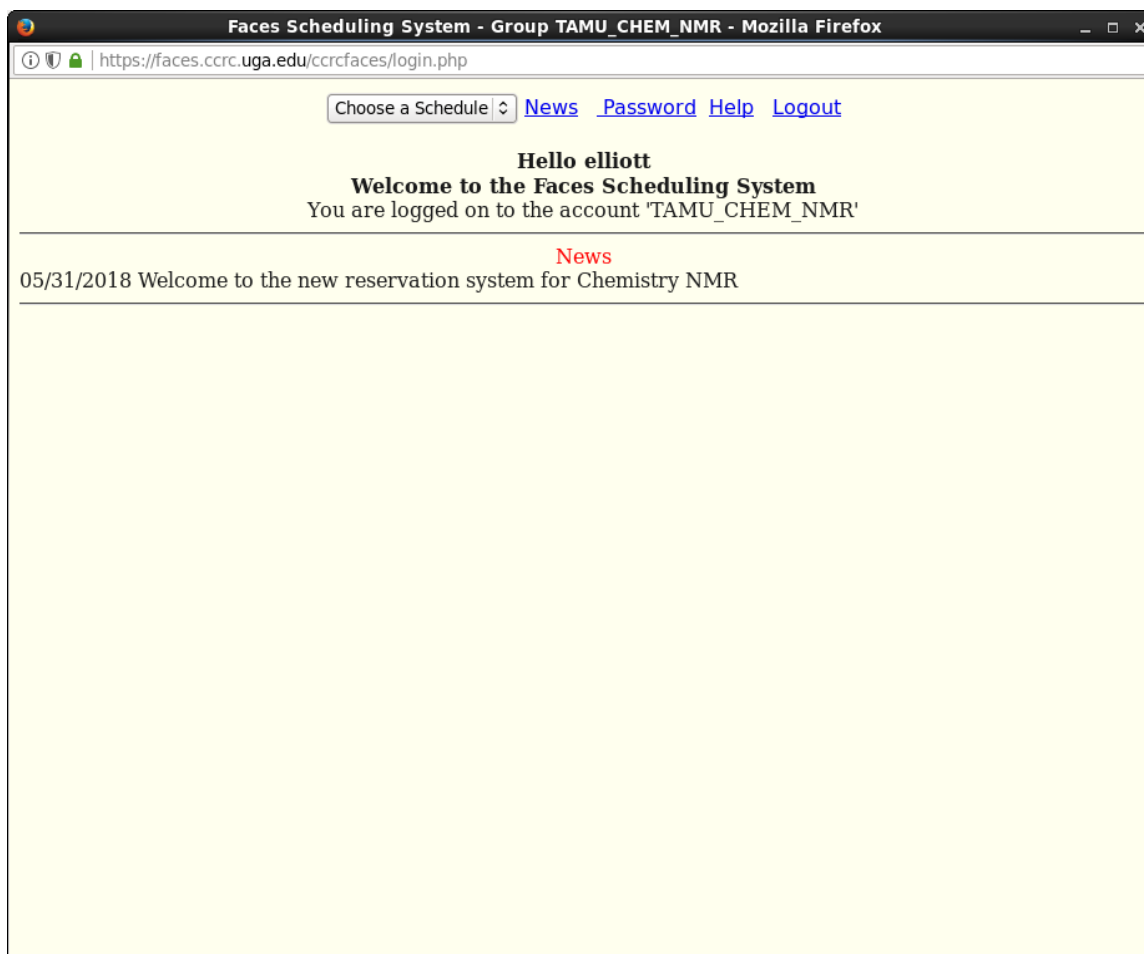 Faces Scheduling System - Group TAMU_CHEM_NMR - Mozilla Firefox
https://faces.ccrc.uga.edu/ccrcfaces/login.php
Choose a Schedule News Password Help Logout
Hello elliott
Welcome to the Faces Scheduling System
You are logged on to the account 'TAMU_CHEM_NMR'
News
05/31/2018 Welcome to the new reservation system for Chemistry NMR